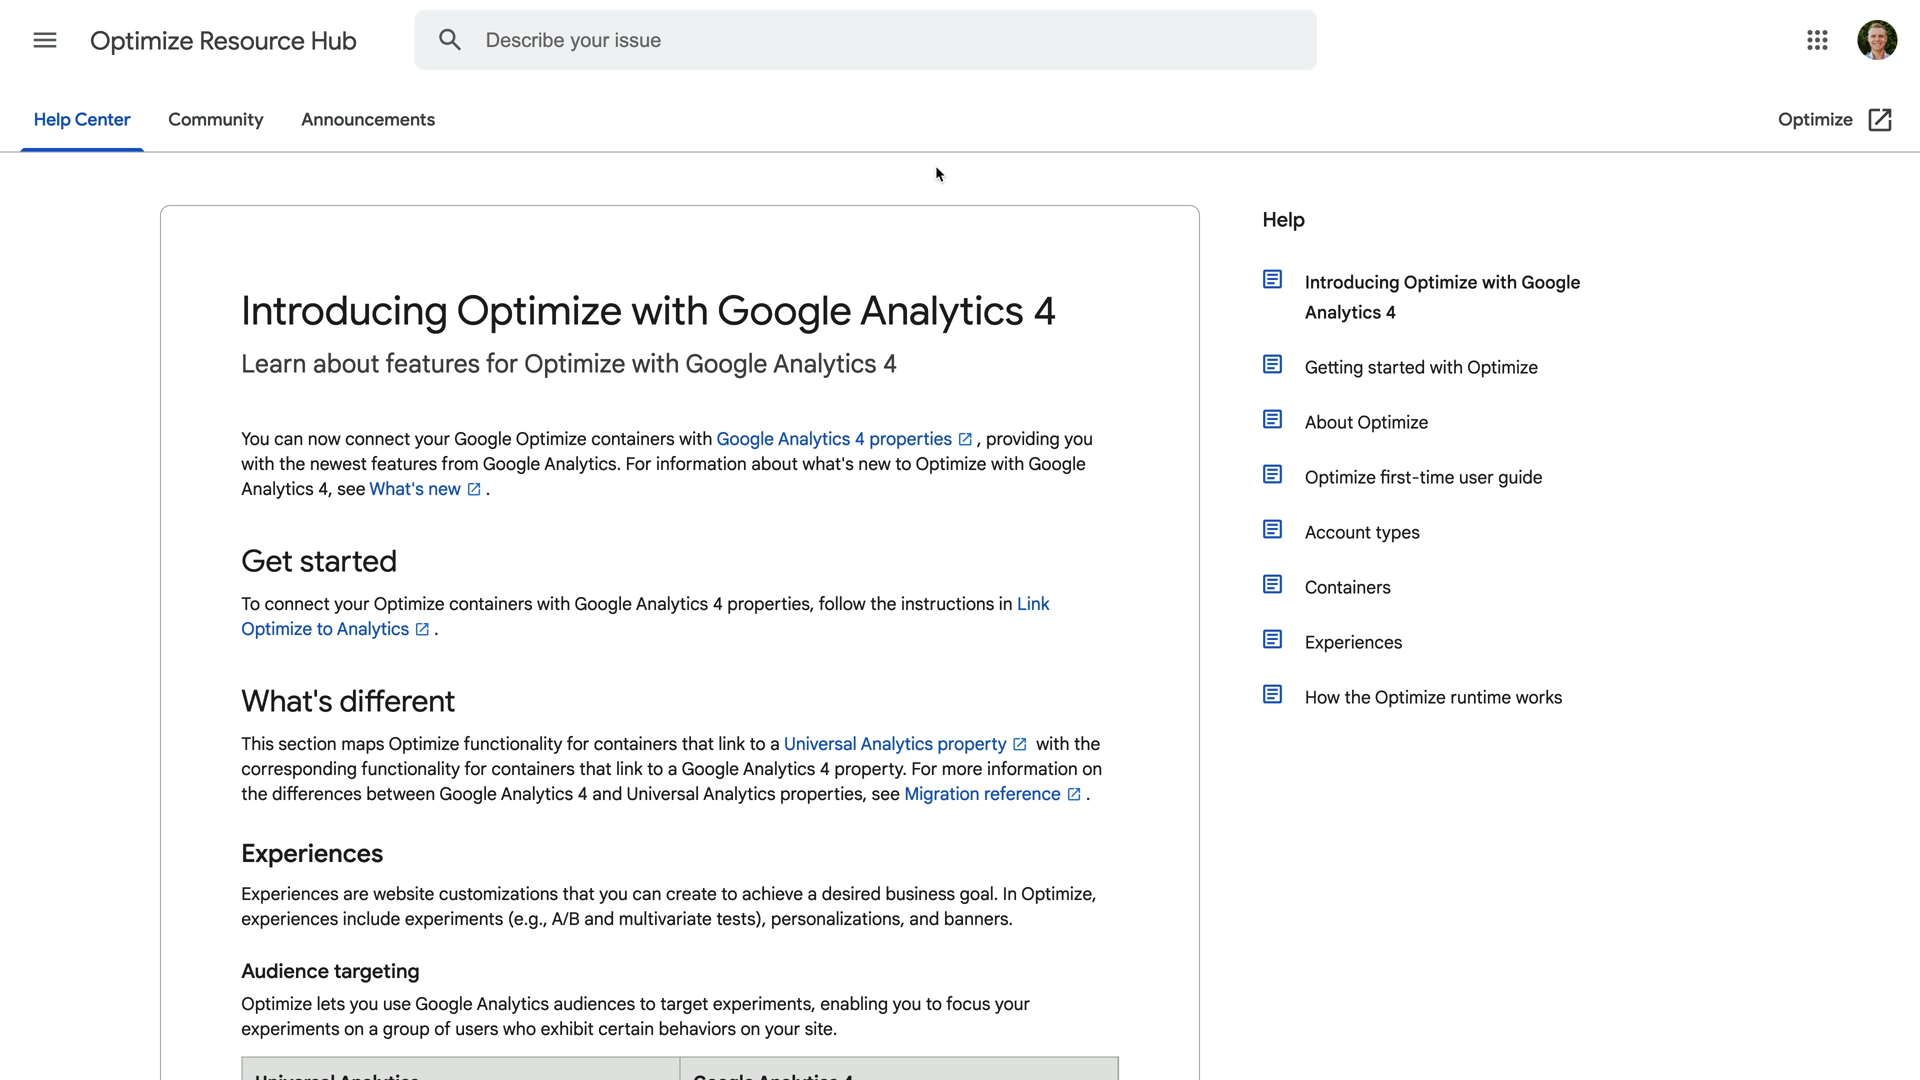 Optimize Resource Hub
Describe your issue
Help Center
Community
Announcements
Optimize
Introducing Optimize with Google Analytics 4
Learn about features for Optimize with Google Analytics 4
You can now connect your Google Optimize containers with Google Analytics 4 properties , providing you
with the newest features from Google Analytics. For information about what's new to Optimize with Google
Analytics 4, see What's new .
Get started
To connect your Optimize containers with Google Analytics 4 properties, follow the instructions in Link
Optimize to Analytics .
What's different
This section maps Optimize functionality for containers that link to a Universal Analytics property with the
corresponding functionality for containers that link to a Google Analytics 4 property. For more information on
the differences between Google Analytics 4 and Universal Analytics properties, see Migration reference .
Experiences
Experiences are website customizations that you can create to achieve a desired business goal. In Optimize,
experiences include experiments (e.g., A/B and multivariate tests), personalizations, and banners.
Audience targeting
Optimize lets you use Google Analytics audiences to target experiments, enabling you to focus your
experiments on a group of users who exhibit certain behaviors on your site.
Universal Analytics
Google Analytics 4
Help
Introducing Optimize with Google
Analytics 4
Getting started with Optimize
About Optimize
Optimize first-time user guide
Account types
Containers
Experiences
How the Optimize runtime works